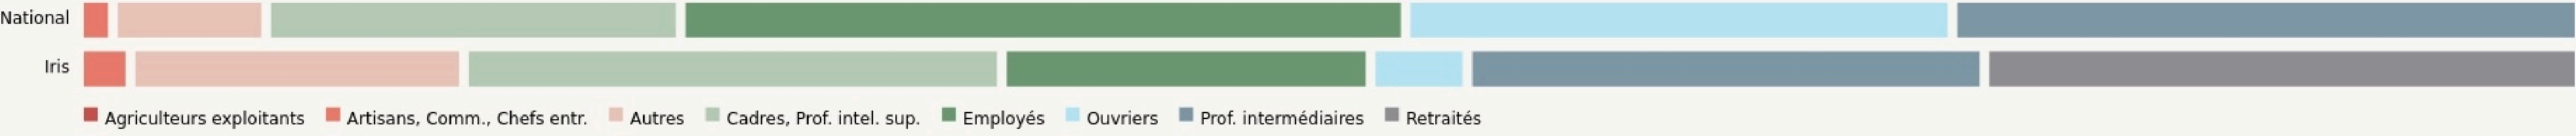 National
Iris
Agriculteurs exploitants Artisans, Comm., Chefs entr. Autres Cadres, Prof. intel. sup. Employés Ouvriers Prof. intermédiaires Retraités